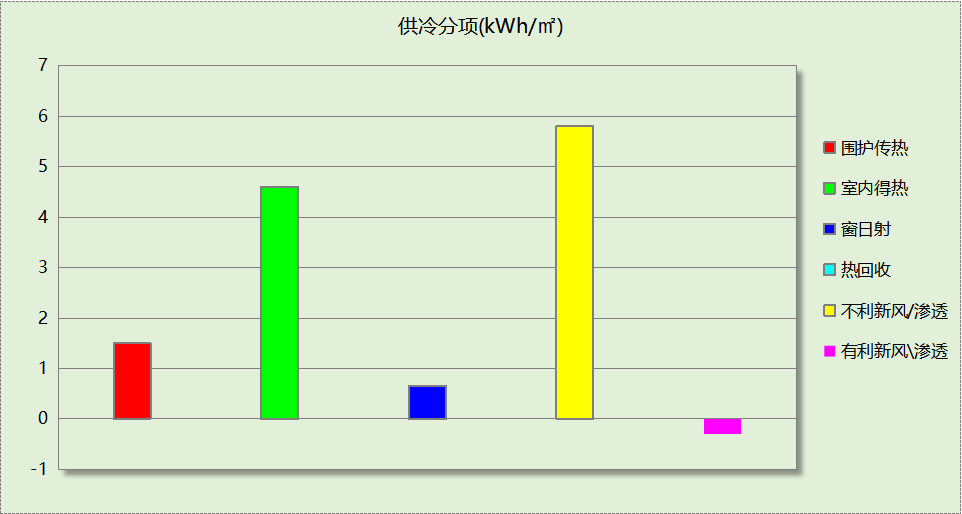 供冷分项(kWh/㎡)
7
6
5
4
3
2
1
0
-1
围护传热
室内得热
窗日射
热回收
不利新风/渗透
有利新风\渗透